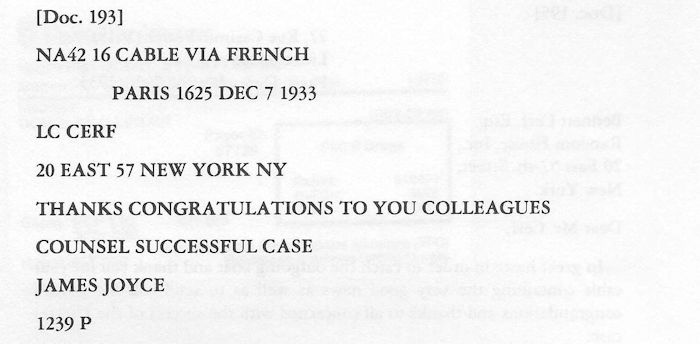 [Doc. 193]
NA42 16 CABLE VIA FRENCH
PARIS 1625 DEC 7 1933
LC CERF
20 EAST 57 NEW YORK NY
THANKS CONGRATULATIONS TO YOU COLLEAGUES
COUNSEL SUCCESSFUL CASE
JAMES JOYCE
1239 P